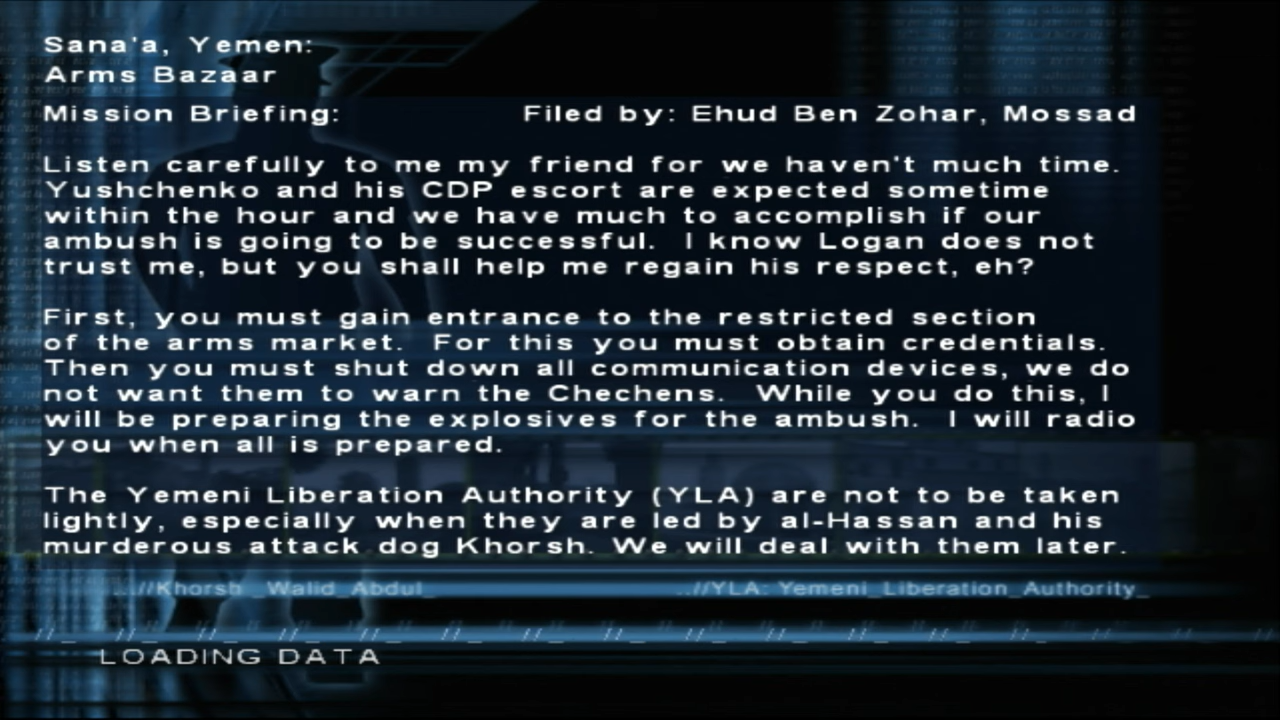 Sana'a, Yemen:
Arms Bazaar
Mission Briefing: Filed by: Ehud Ben Zohar, Mossad
Listen carefully to me my friend for we haven't much time.
Yushchenko and his CDP escort are expected sometime
within the hour and we have much to accomplish if our
ambush is going to be successful.  I know Logan does not
trust me, but you shall help me regain his respect, eh?
First, you must gain entrance to the restricted section
of the arms market.  For this you must obtain credentials.
Then you must shut down all communication devices, we do
not want them to warn the Chechens.  While you do this, I
will be preparing the explosives for the ambush.  I will radio
you when all is prepared.
The Yemeni Liberation Authority (YLA) are not to be taken
lightly, especially when they are led by al-Hassan and his
murderous attack dog Khorsh. We will deal with them later.
...//Khorsh_Walid_Abdul_ ...//YLA: Yemeni_Liberation_Authority_
LOADING DATA